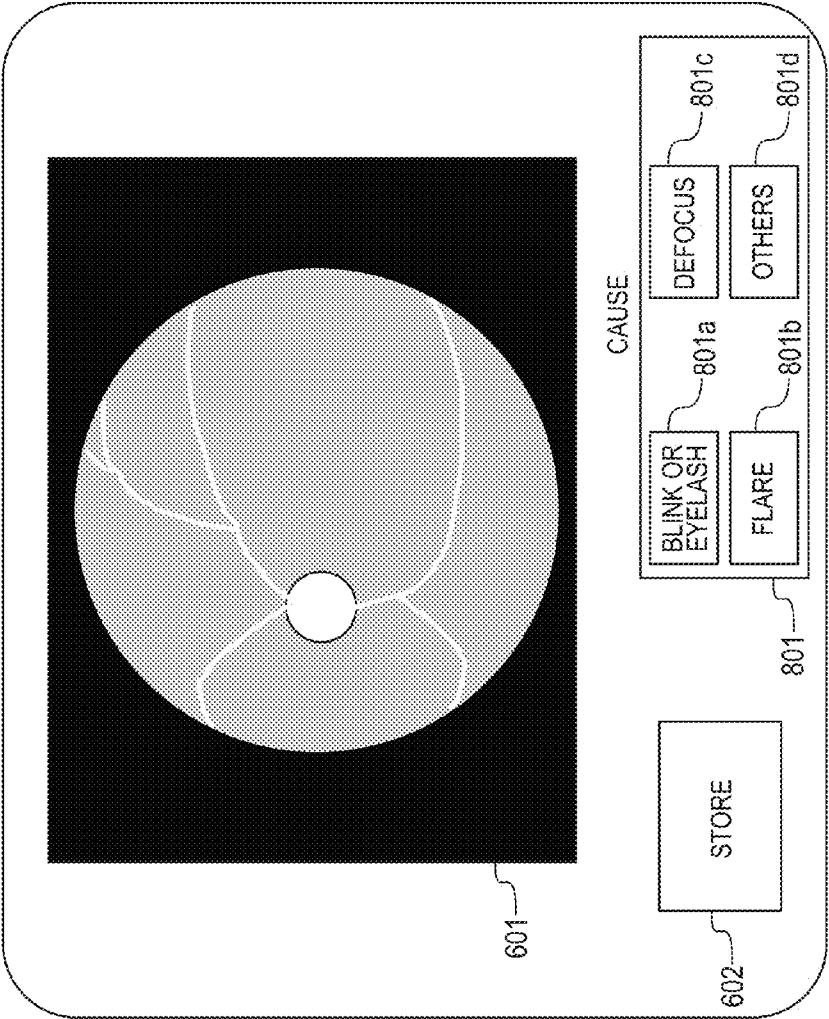 601
CAUSE
BLINK OR
EYELASH
801a
DEFOCUS
801c
STORE
602
FLARE
801b
OTHERS
801d
801